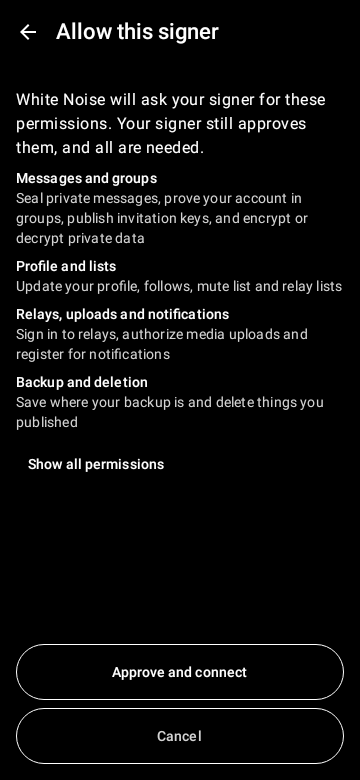 Allow this signer
White Noise will ask your signer for these
permissions. Your signer still approves
them, and all are needed.
Messages and groups
Seal private messages, prove your account in
groups, publish invitation keys, and encrypt or
decrypt private data
Profile and lists
Update your profile, follows, mute list and relay lists
Relays, uploads and notifications
Sign in to relays, authorize media uploads and
register for notifications
Backup and deletion
Save where your backup is and delete things you
published
Show all permissions
Approve and connect
Cancel